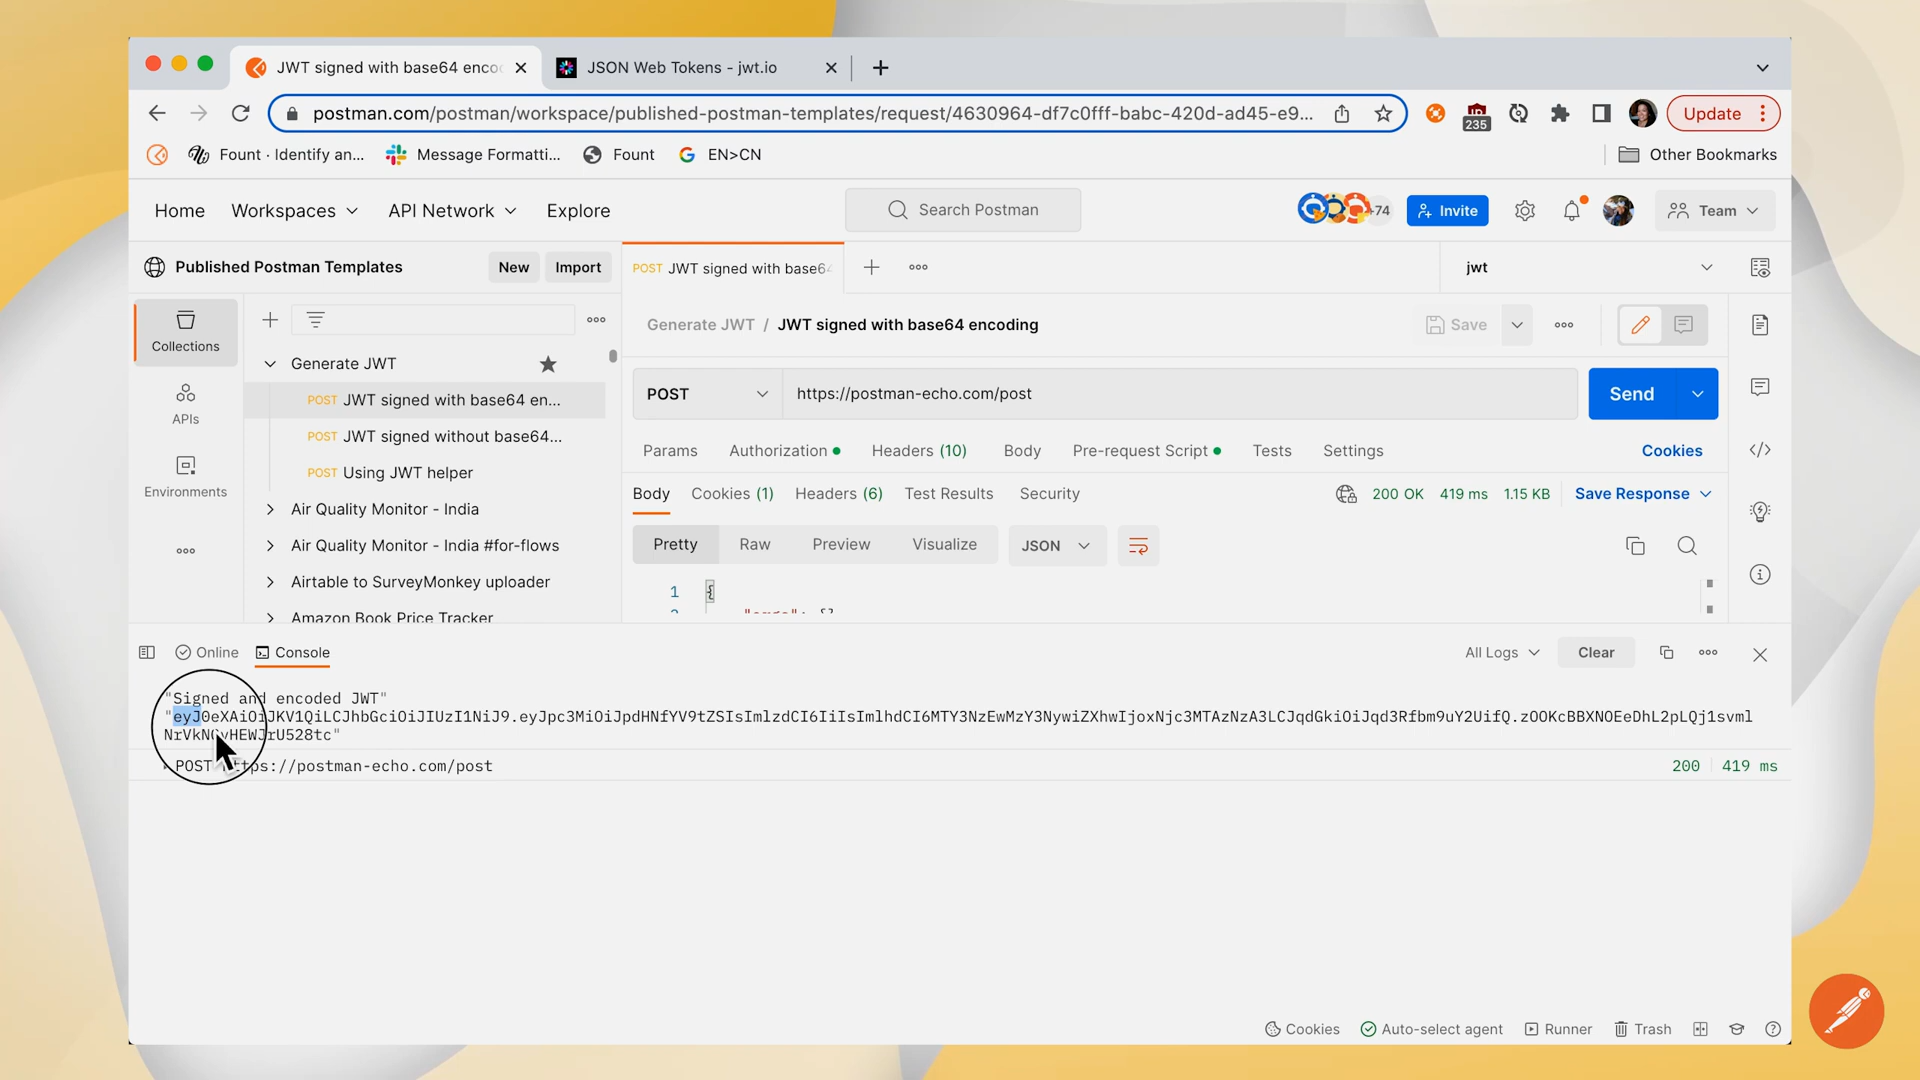 JWT signed with base64 enco
JSON Web Tokens - jwt.io
postman.com/postman/workspace/published-postman-templates/request/4630964-df7c0fff-babc-420d-ad45-e9...
235
Update
Fount · Identify an...
Message Formatti...
Fount
EN>CN
Other Bookmarks
Home
Workspaces
API Network
Explore
Search Postman
+74
Invite
Team
Published Postman Templates
New
Import
POST JWT signed with base64
jwt
Collections
APIs
Environments
Generate JWT
POST JWT signed with base64 en...
POST JWT signed without base64...
POST Using JWT helper
Air Quality Monitor - India
Air Quality Monitor - India #for-flows
Airtable to SurveyMonkey uploader
Amazon Book Price Tracker
Generate JWT / JWT signed with base64 encoding
Save
POST
https://postman-echo.com/post
Send
Params
Authorization
Headers (10)
Body
Pre-request Script
Tests
Settings
Cookies
Body
Cookies (1)
Headers (6)
Test Results
Security
200 OK
419 ms
1.15 KB
Save Response
Pretty
Raw
Preview
Visualize
JSON
1 {
Online
Console
All Logs
Clear
"Signed and encoded JWT"
"eyJ0eXAiOiJKV1QiLCJhbGciOiJIUzI1NiJ9.eyJpc3MiOiJpdHNfYV9tZSIsImlzdCI6IiIsImlhdCI6MTY3NzEwMzY3NywiZXhwIjoxNjc3MTAzNzA3LCJqdGkiOiJqd3Rfbm9uY2UifQ.zOOKcBBXNOEeDhL2pLQj1svml
POST https://postman-echo.com/post
200
419 ms
Cookies
Auto-select agent
Runner
Trash